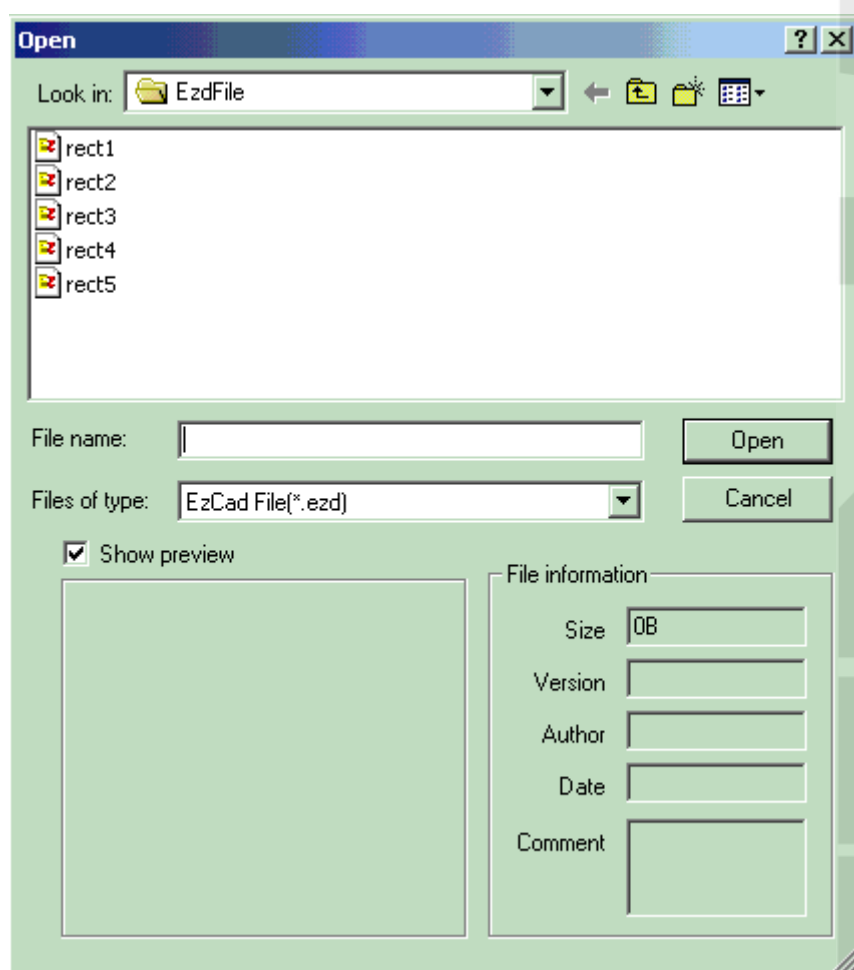 Open
Look in: EzdFile
rect1
rect2
rect3
rect4
rect5
File name: Open
Files of type: EzCad File(*.ezd) Cancel
Show preview
File information
Size 0B
Version
Author
Date
Comment